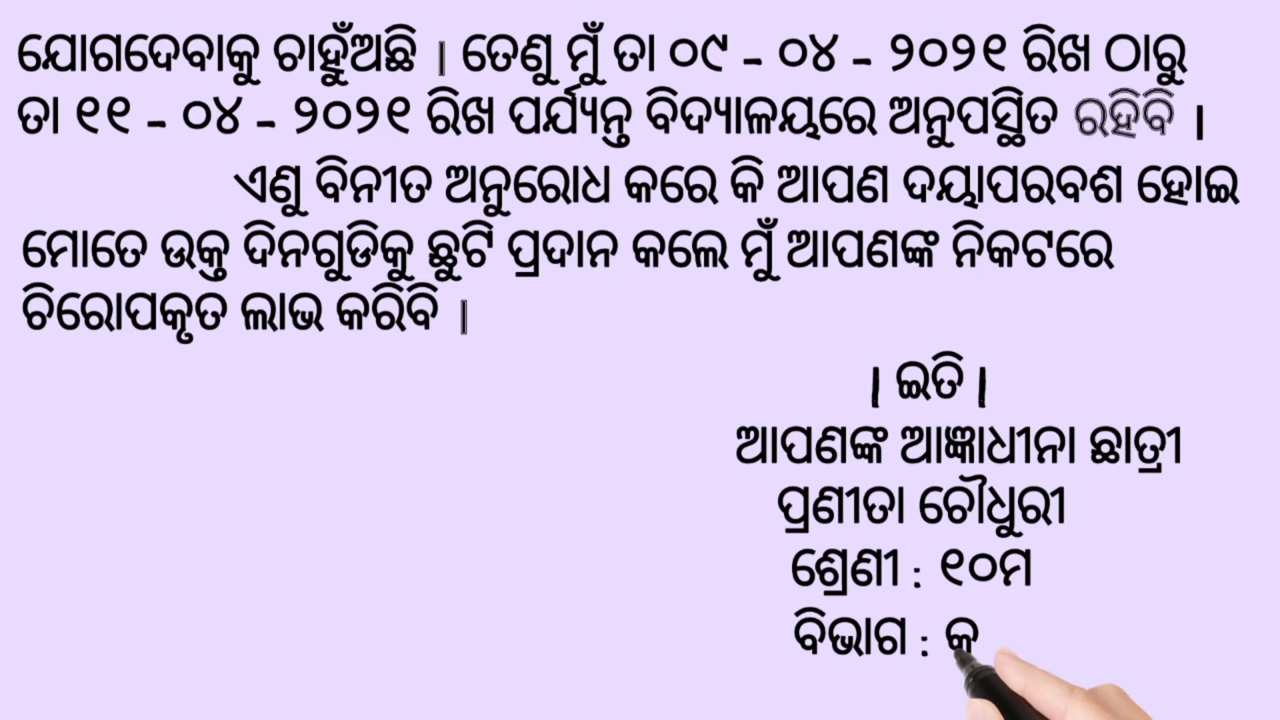 ଯୋଗଦେବାକୁ ଚାହୁଁଅଛି । ତେଣୁ ମୁଁ ତା ୦୯ - ୦୪ - ୨୦୨୧ ରିଖ ଠାରୁ
ତା ୧୧ - ୦୪ - ୨୦୨୧ ରିଖ ପର୍ଯ୍ୟନ୍ତ ବିଦ୍ୟାଳୟରେ ଅନୁପସ୍ଥିତ ରହିବି ।
ଏଣୁ ବିନୀତ ଅନୁରୋଧ କରେ କି ଆପଣ ଦୟାପରବଶ ହୋଇ
ମୋତେ ଉକ୍ତ ଦିନଗୁଡିକୁ ଛୁଟି ପ୍ରଦାନ କଲେ ମୁଁ ଆପଣଙ୍କ ନିକଟରେ
ଚିରୋପକୃତ ଲାଭ କରିବି ।
। ଇତି ।
ଆପଣଙ୍କ ଆଜ୍ଞାଧୀନା ଛାତ୍ରୀ
ପ୍ରଣୀତା ଚୌଧୁରୀ
ଶ୍ରେଣୀ : ୧୦ମ
ବିଭାଗ : କ